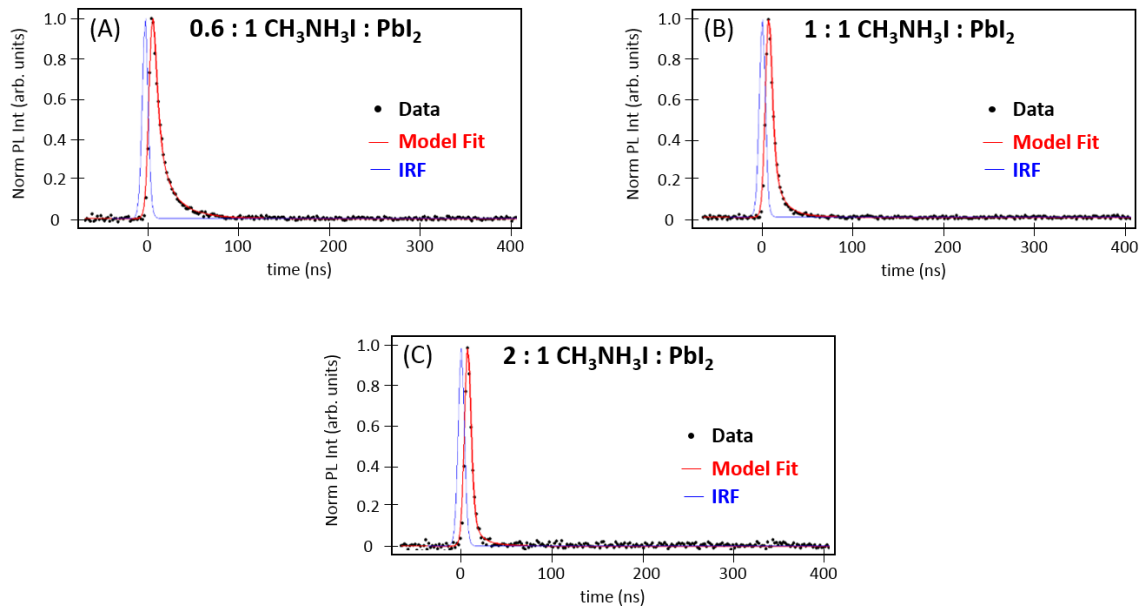 (A) 0.6 : 1 CH₃NH₃I : PbI₂
Norm PL Int (arb. units)
1.0
0.8
0.6
0.4
0.2
0
Data
Model Fit
IRF
0 100 200 300 400
time (ns)
(B) 1 : 1 CH₃NH₃I : PbI₂
Norm PL Int (arb. units)
1.0
0.8
0.6
0.4
0.2
0
Data
Model Fit
IRF
0 100 200 300 400
time (ns)
(C) 2 : 1 CH₃NH₃I : PbI₂
Norm PL Int (arb. units)
1.0
0.8
0.6
0.4
0.2
0
Data
Model Fit
IRF
0 100 200 300 400
time (ns)